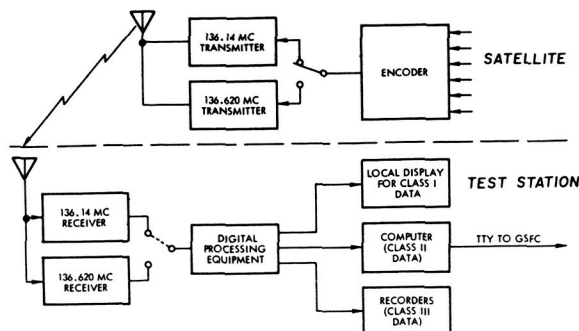 136.14 MC
TRANSMITTER
136.620 MC
TRANSMITTER
ENCODER
SATELLITE
136.14 MC
RECEIVER
136.620 MC
RECEIVER
DIGITAL
PROCESSING
EQUIPMENT
LOCAL DISPLAY
FOR CLASS I
DATA
TEST STATION
COMPUTER
(CLASS II
DATA)
TTY TO GSFC
RECORDERS
(CLASS III
DATA)